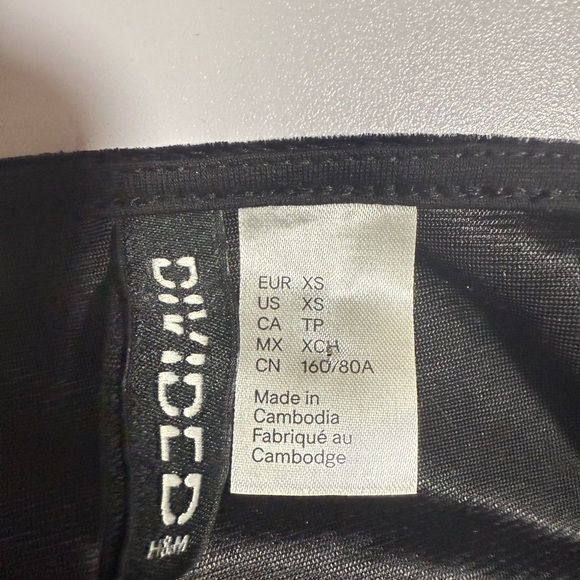 DIVIDED
H&M
EUR XS
US XS
CA TP
MX XCH
CN 160/80A
Made in
Cambodia
Fabriqué au
Cambodge